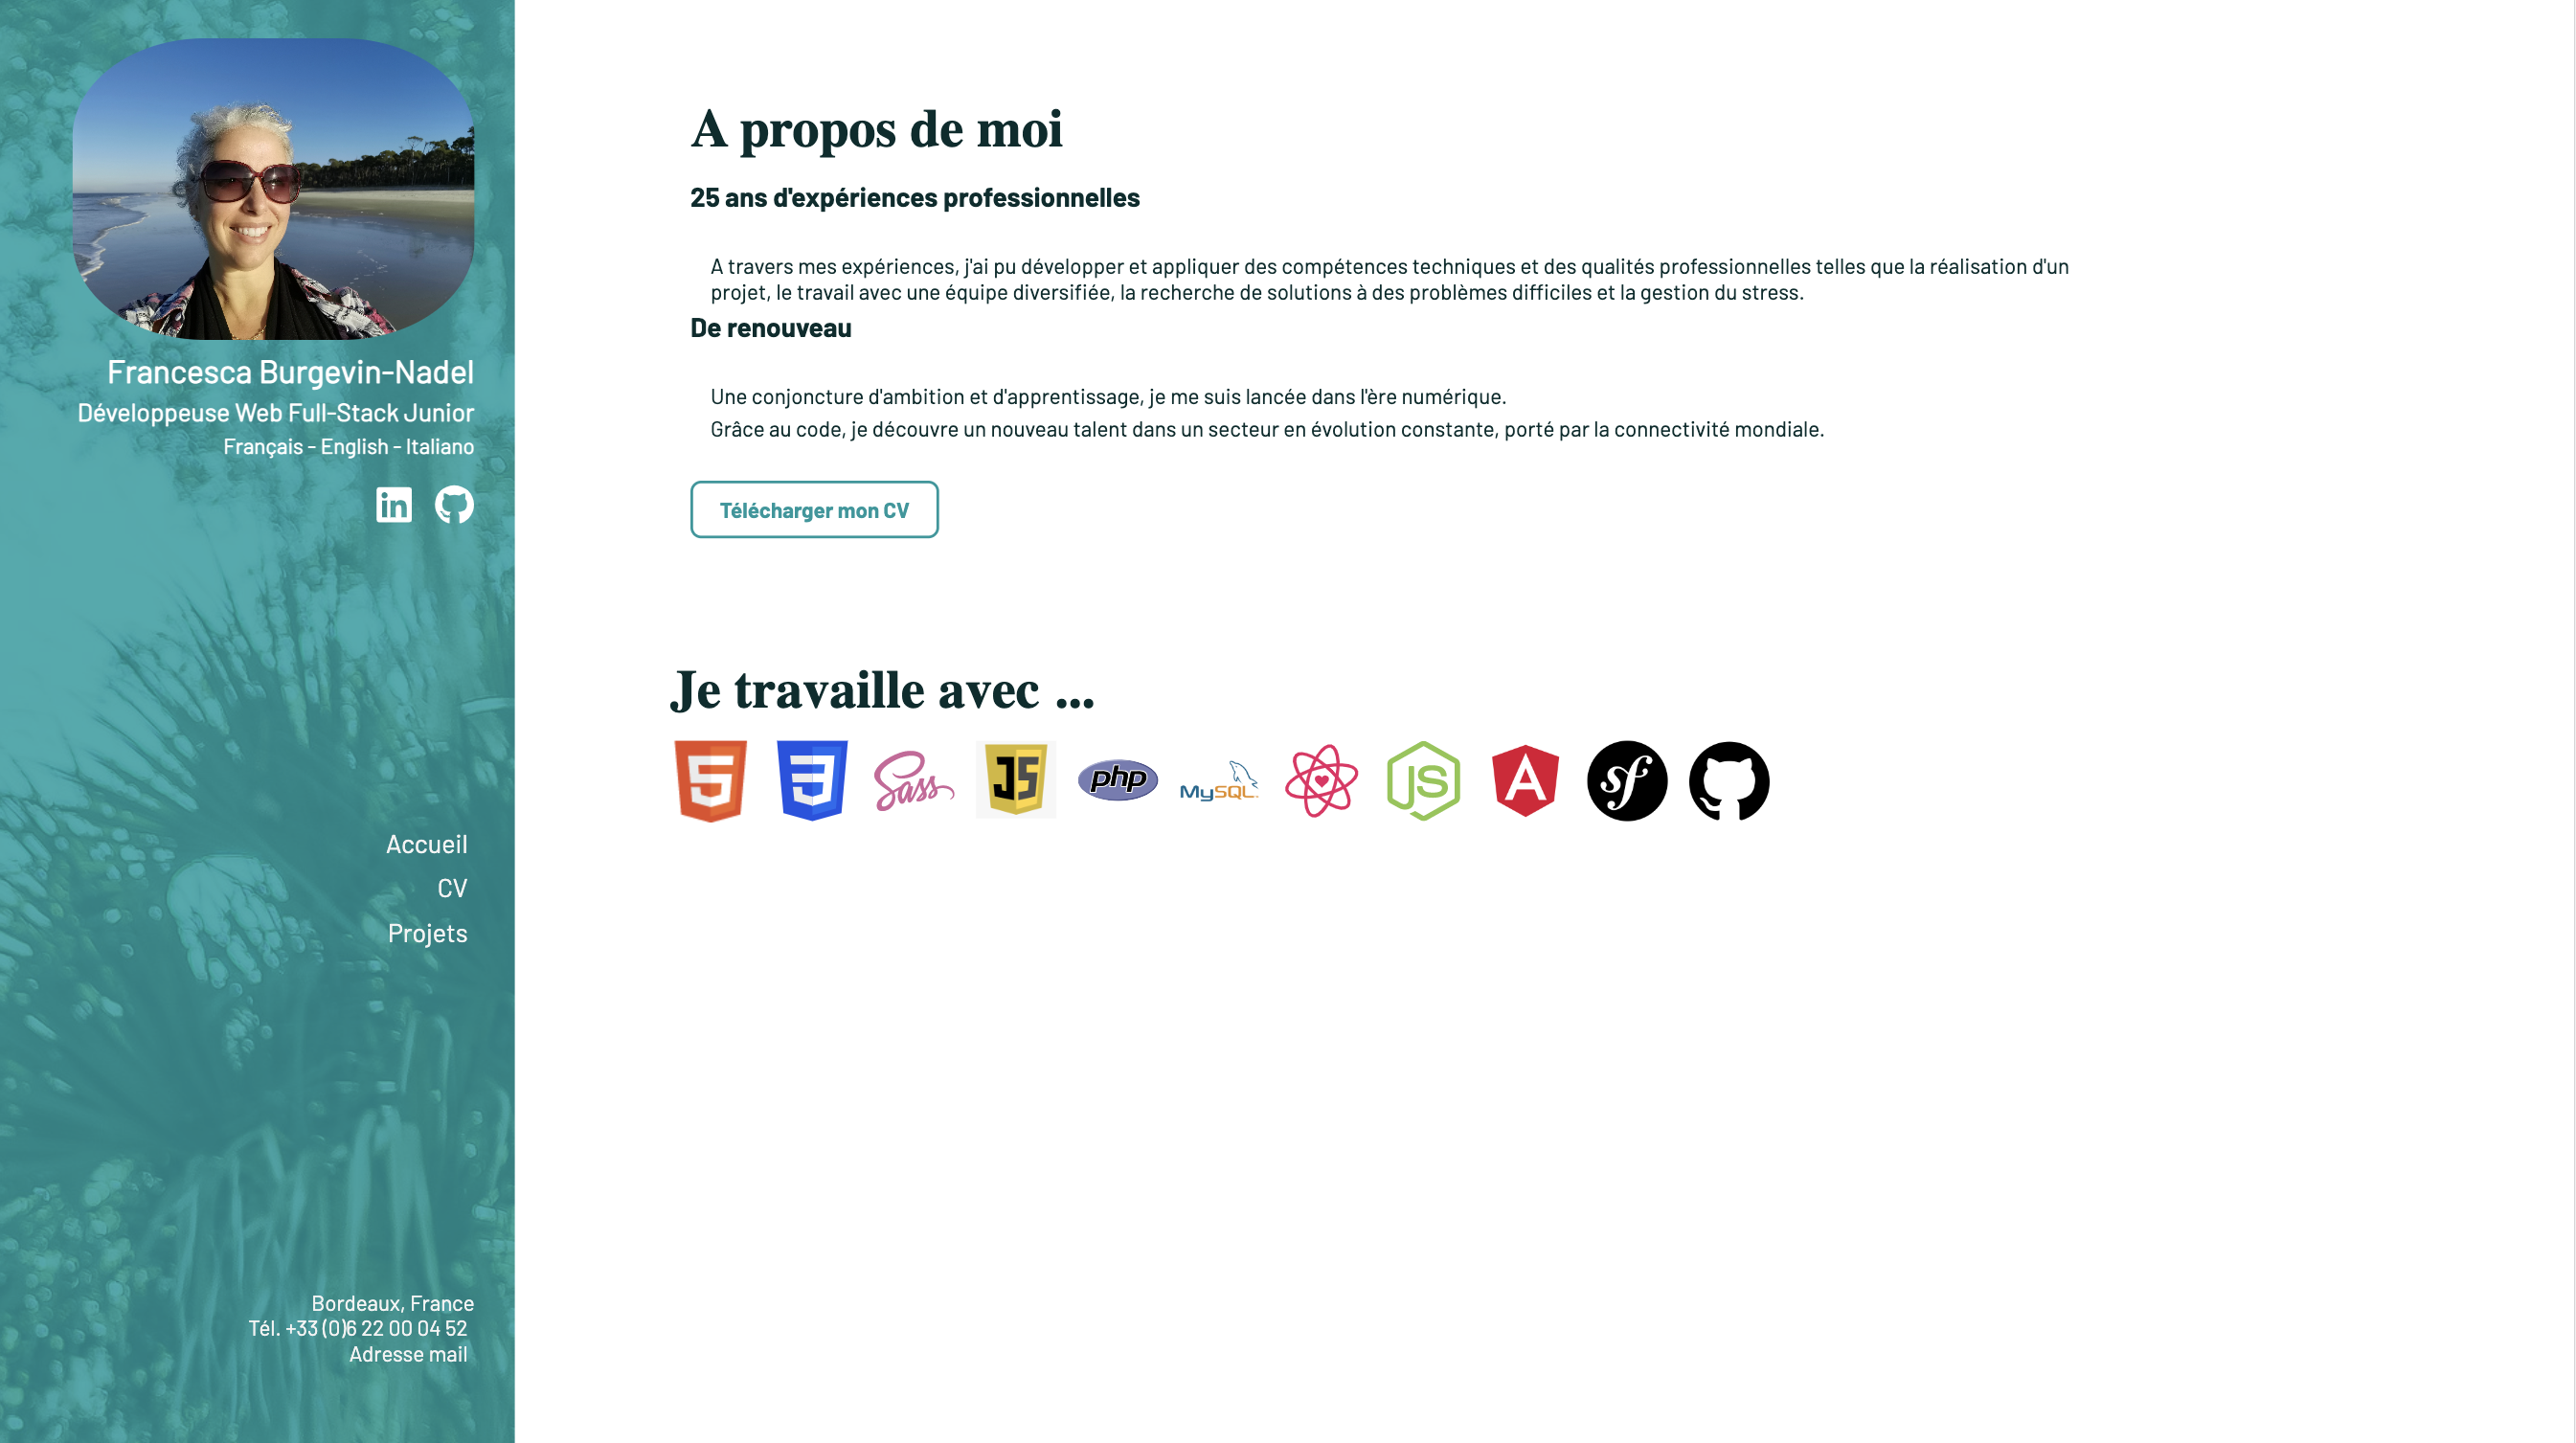 Francesca Burgevin-Nadel
Développeuse Web Full-Stack Junior
Français - English - Italiano
in
Accueil
CV
Projets
Bordeaux, France
Tél. +33 (0)6 22 00 04 52
Adresse mail
A propos de moi
25 ans d'expériences professionnelles
A travers mes expériences, j'ai pu développer et appliquer des compétences techniques et des qualités professionnelles telles que la réalisation d'un
projet, le travail avec une équipe diversifiée, la recherche de solutions à des problèmes difficiles et la gestion du stress.
De renouveau
Une conjoncture d'ambition et d'apprentissage, je me suis lancée dans l'ère numérique.
Grâce au code, je découvre un nouveau talent dans un secteur en évolution constante, porté par la connectivité mondiale.
Télécharger mon CV
Je travaille avec ...
5 3 Sass JS php MySQL JS A sf